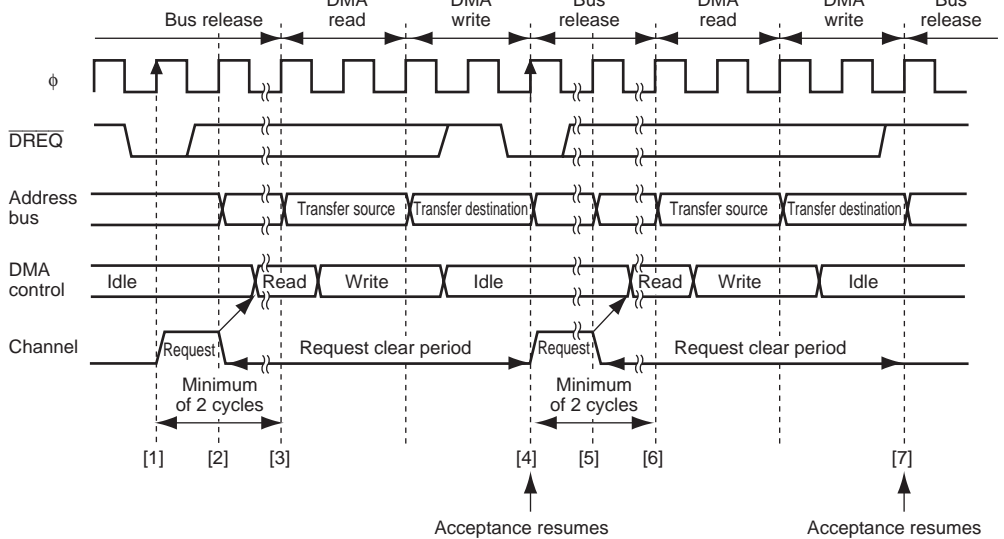 DMA DMA Bus DMA DMA Bus
Bus release read write release read write release
ϕ
DREQ
Address
bus
Transfer source Transfer destination Transfer source Transfer destination
DMA
control
Idle Read Write Idle Read Write Idle
Channel
Request Request clear period Request Request clear period
Minimum
of 2 cycles
Minimum
of 2 cycles
[1] [2] [3] [4] [5] [6] [7]
Acceptance resumes Acceptance resumes